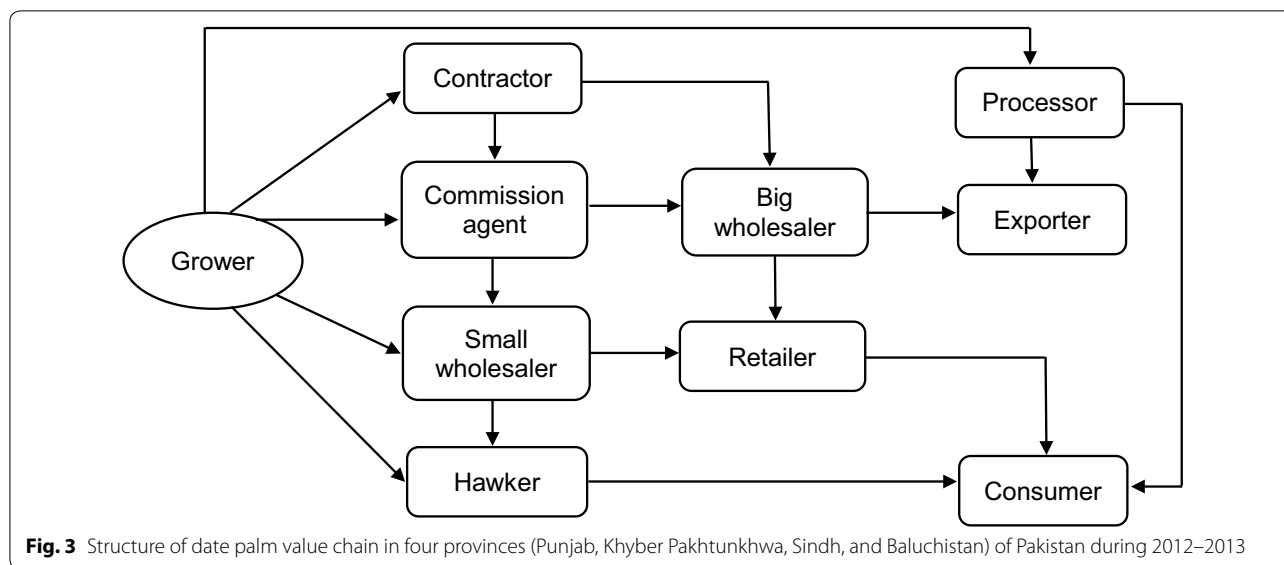 Contractor
Processor
Commission
agent
Big
wholesaler
Exporter
Grower
Small
wholesaler
Retailer
Hawker
Consumer
Fig. 3 Structure of date palm value chain in four provinces (Punjab, Khyber Pakhtunkhwa, Sindh, and Baluchistan) of Pakistan during 2012–2013